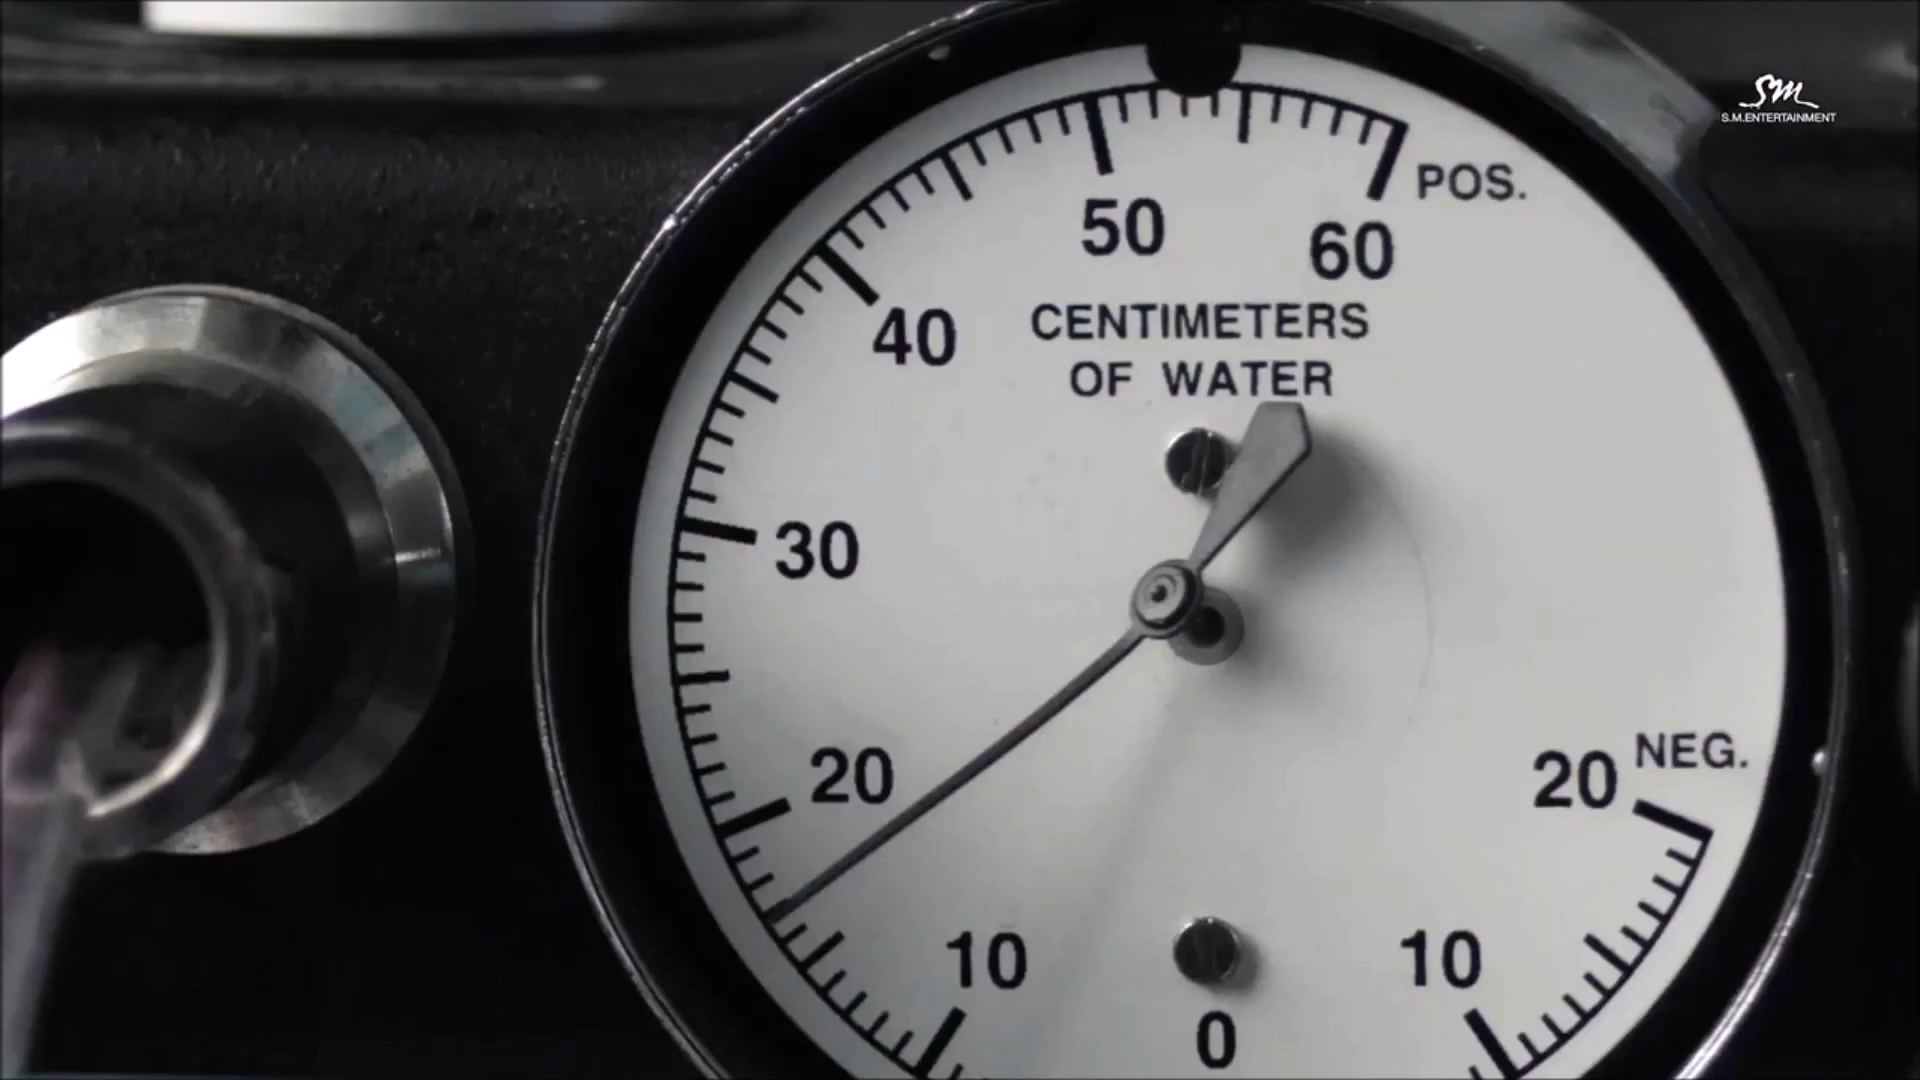 SM
S.M.ENTERTAINMENT
POS.
50
60
40
CENTIMETERS
OF WATER
30
20
20
NEG.
10
10
0